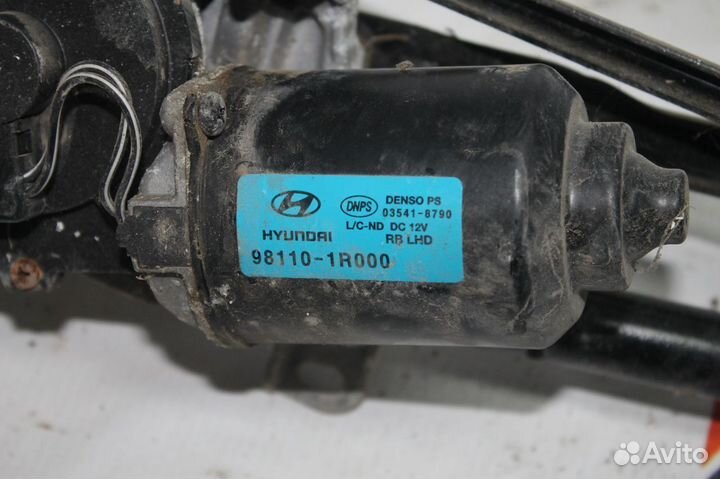 DNPS DENSO PS
03541-8790
HYUNDAI L/C-ND DC 12V
RB LHD
98110-1R000
Avito